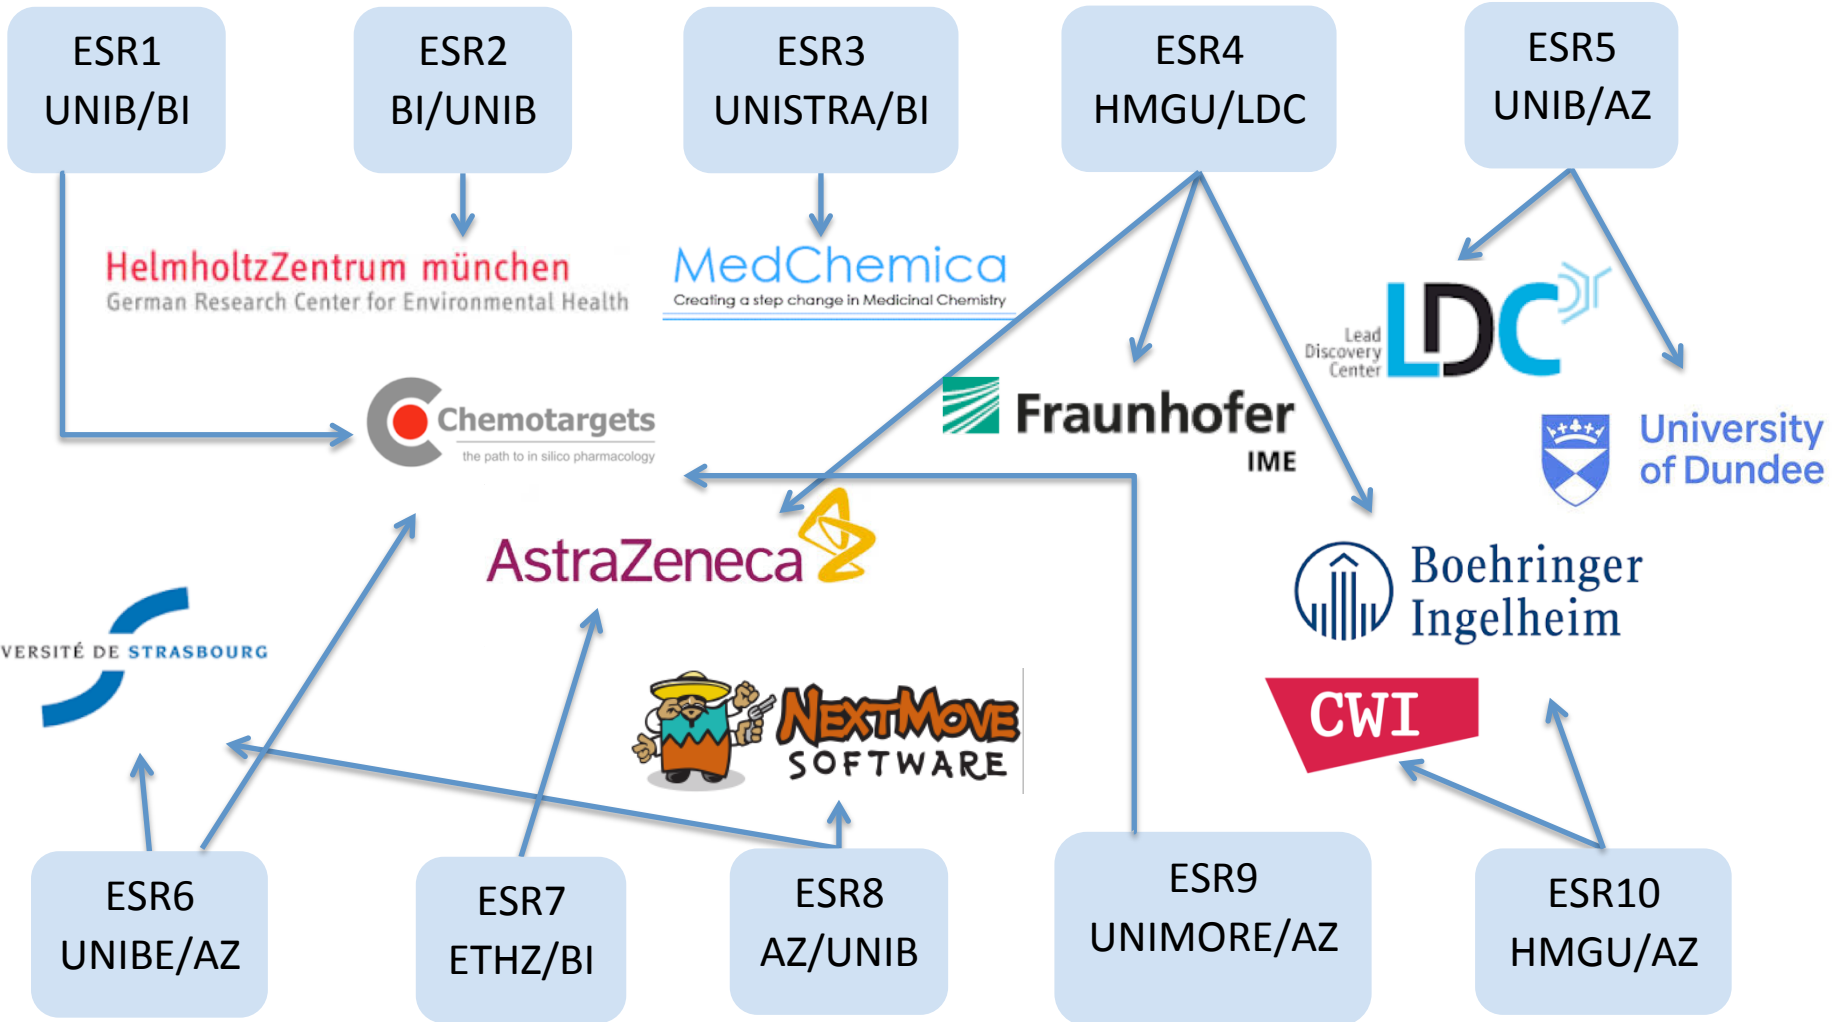 ESR1
UNIB/BI
ESR2
BI/UNIB
ESR3
UNISTRA/BI
ESR4
HMGU/LDC
ESR5
UNIB/AZ
HelmholtzZentrum münchen
German Research Center for Environmental Health
MedChemica
Creating a step change in Medicinal Chemistry
Lead
Discovery
Center
LDC
Chemotargets
the path to in silico pharmacology
Fraunhofer
IME
University
of Dundee
AstraZeneca
Boehringer
Ingelheim
VERSITÉ DE STRASBOURG
NEXTMOVE
SOFTWARE
CWI
ESR6
UNIBE/AZ
ESR7
ETHZ/BI
ESR8
AZ/UNIB
ESR9
UNIMORE/AZ
ESR10
HMGU/AZ